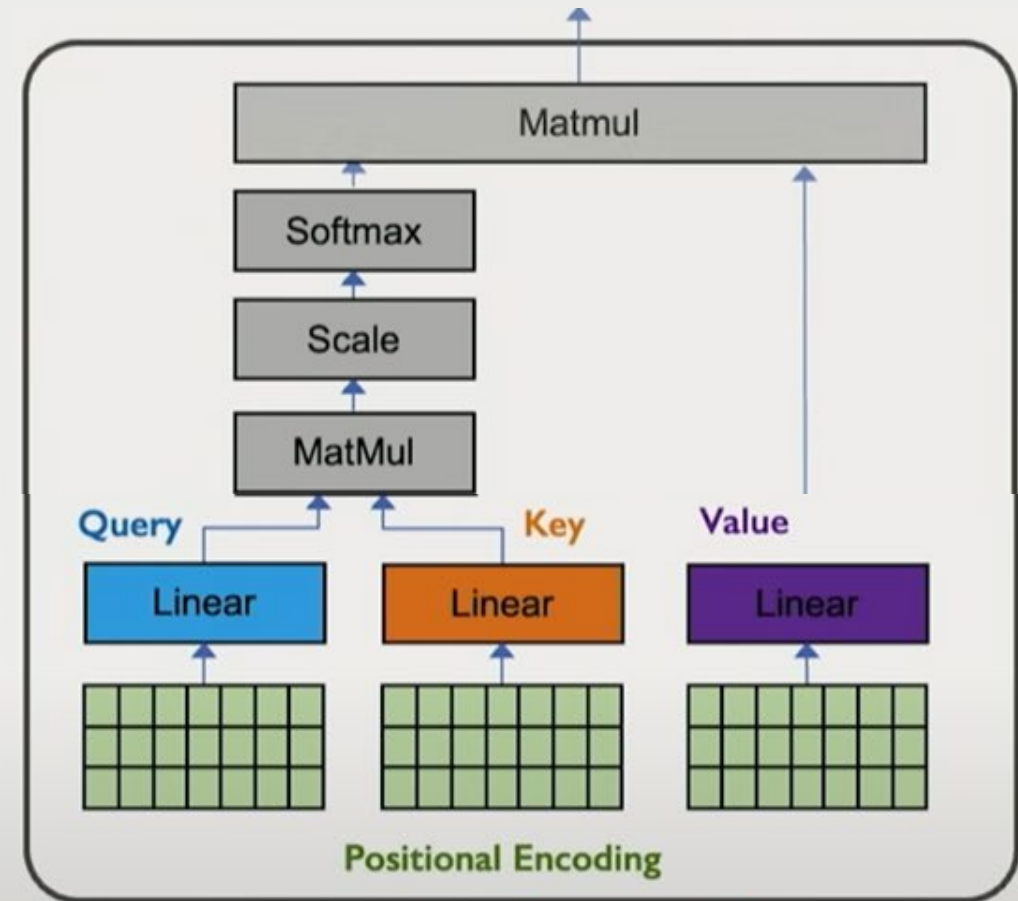 Matmul
Softmax
Scale
MatMul
Query Key Value
Linear Linear Linear
Positional Encoding